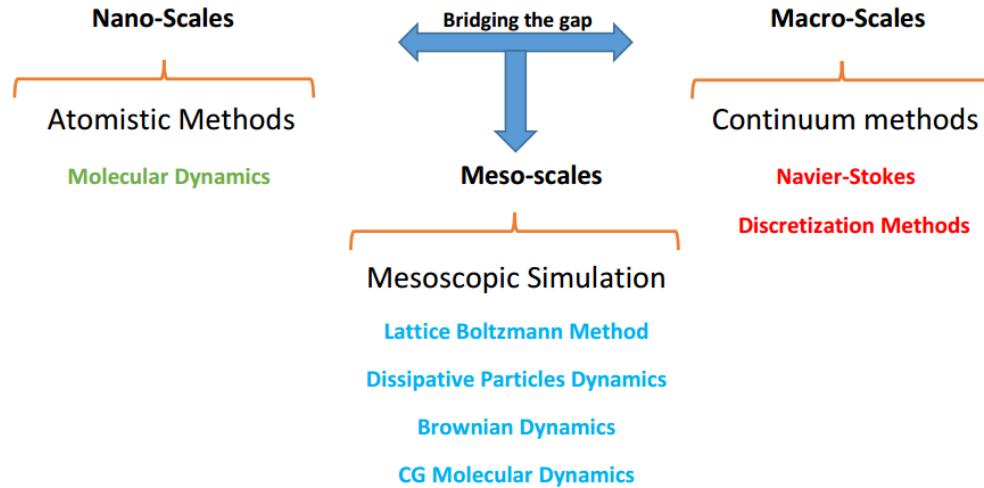 Nano-Scales
Bridging the gap
Macro-Scales
Atomistic Methods
Continuum methods
Molecular Dynamics
Meso-scales
Navier-Stokes
Discretization Methods
Mesoscopic Simulation
Lattice Boltzmann Method
Dissipative Particles Dynamics
Brownian Dynamics
CG Molecular Dynamics